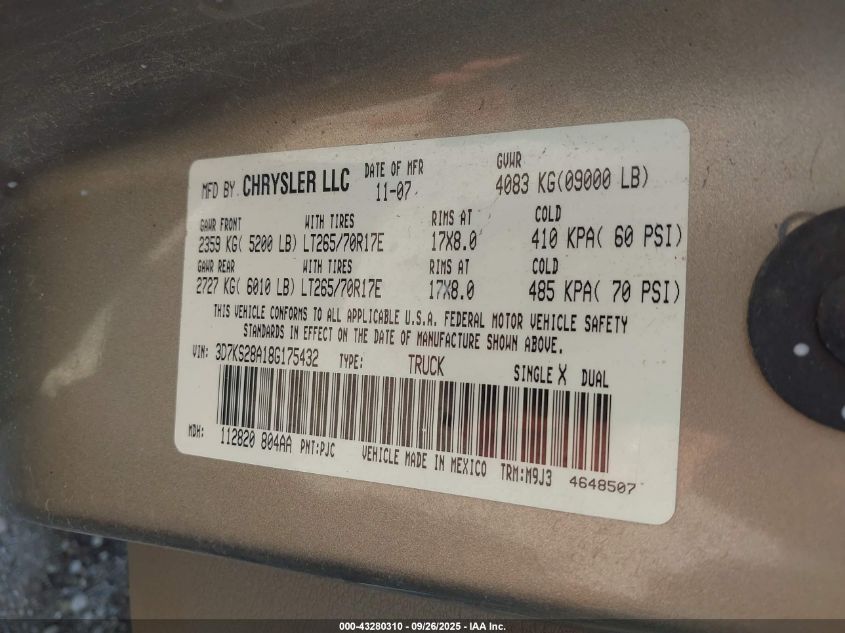 MFD BY CHRYSLER LLC DATE OF MFR 11-07 GVWR 4083 KG(09000 LB)
GAWR FRONT WITH TIRES RIMS AT COLD
2359 KG( 5200 LB) LT265/70R17E 17X8.0 410 KPA( 60 PSI)
GAWR REAR WITH TIRES RIMS AT COLD
2727 KG( 6010 LB) LT265/70R17E 17X8.0 485 KPA( 70 PSI)
THIS VEHICLE CONFORMS TO ALL APPLICABLE U.S.A. FEDERAL MOTOR VEHICLE SAFETY
STANDARDS IN EFFECT ON THE DATE OF MANUFACTURE SHOWN ABOVE.
VIN: 3D7KS28A18G175432 TYPE: TRUCK SINGLE X DUAL
MDH: 112820 804AA PNT:PJC VEHICLE MADE IN MEXICO TRM:M9J3 4648507
000-43280310 - 09/26/2025 - IAA Inc.